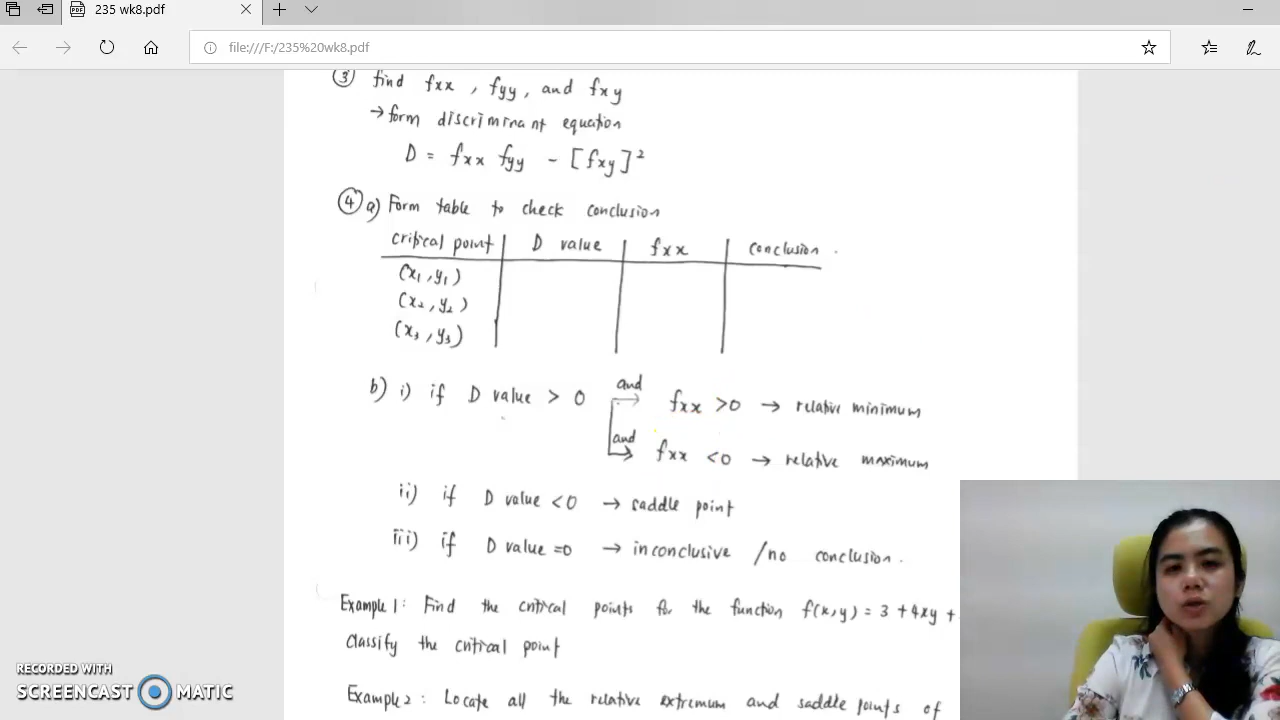 235 wk8.pdf
file:///F:/235%20wk8.pdf
③ find fxx , fyy, and fxy
→ form discriminant equation
D = fxx fyy - [fxy]²
④ a) Form table to check conclusion
critical point | D value | fxx | conclusion
(x₁, y₁)
(x₂, y₂)
(x₃, y₃)
b) i) if D value > 0 and → fxx >0 → relative minimum
and → fxx <0 → relative maximum
ii) if D value <0 → saddle point
iii) if D value =0 → inconclusive /no conclusion.
Example 1: Find the critical points for the function f(x,y) = 3 + 4xy +
Classify the critical point
Example 2: Locate all the relative extremum and saddle points of
RECORDED WITH
SCREENCAST MATIC